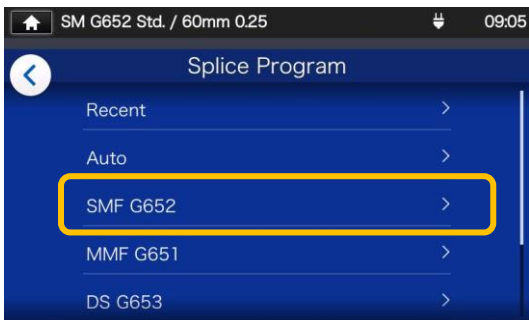 SM G652 Std. / 60mm 0.25 09:05
Splice Program
Recent
Auto
SMF G652
MMF G651
DS G653